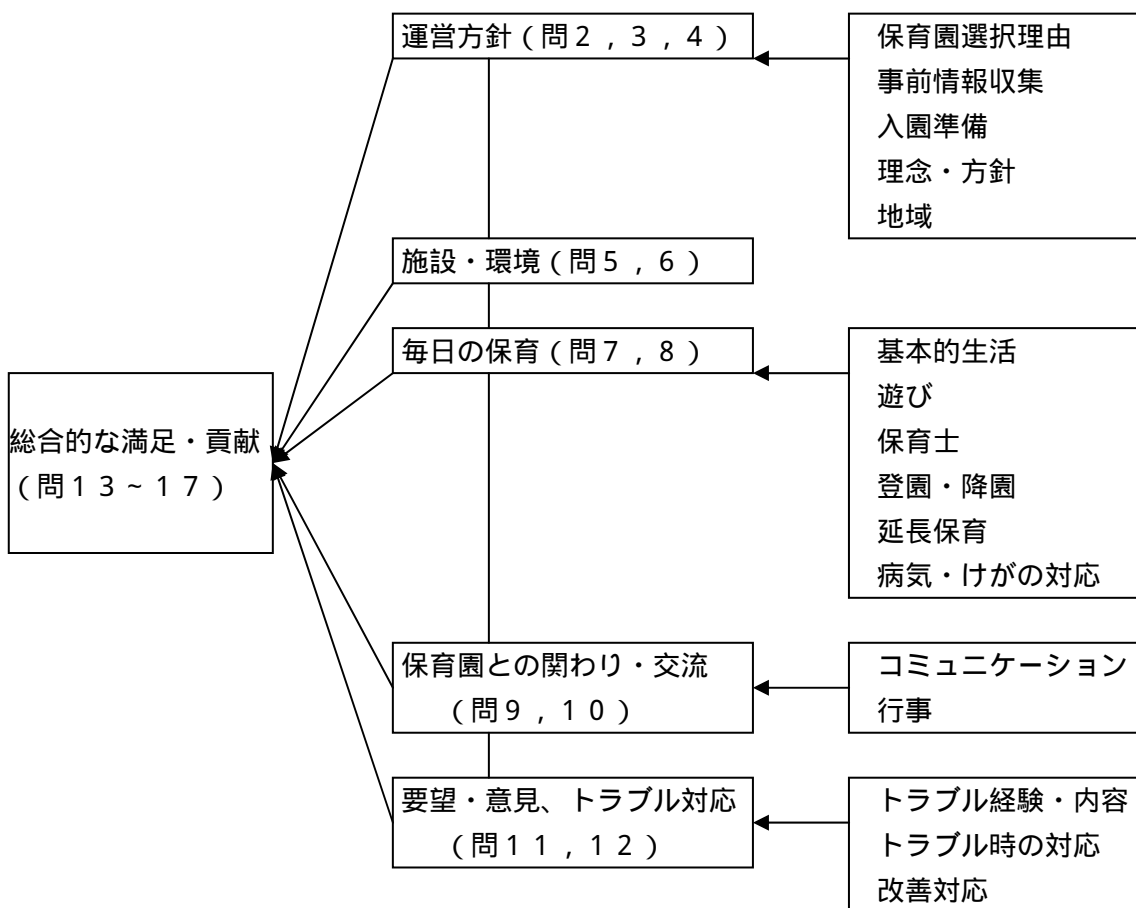 運営方針（問２，３，４）
保育園選択理由
事前情報収集
入園準備
理念・方針
地域
施設・環境（問５，６）
毎日の保育（問７，８）
基本的生活
遊び
保育士
登園・降園
延長保育
病気・けがの対応
総合的な満足・貢献
（問１３~１７）
保育園との関わり・交流
（問９，１０）
コミュニケーション
行事
要望・意見、トラブル対応
（問１１，１２）
トラブル経験・内容
トラブル時の対応
改善対応